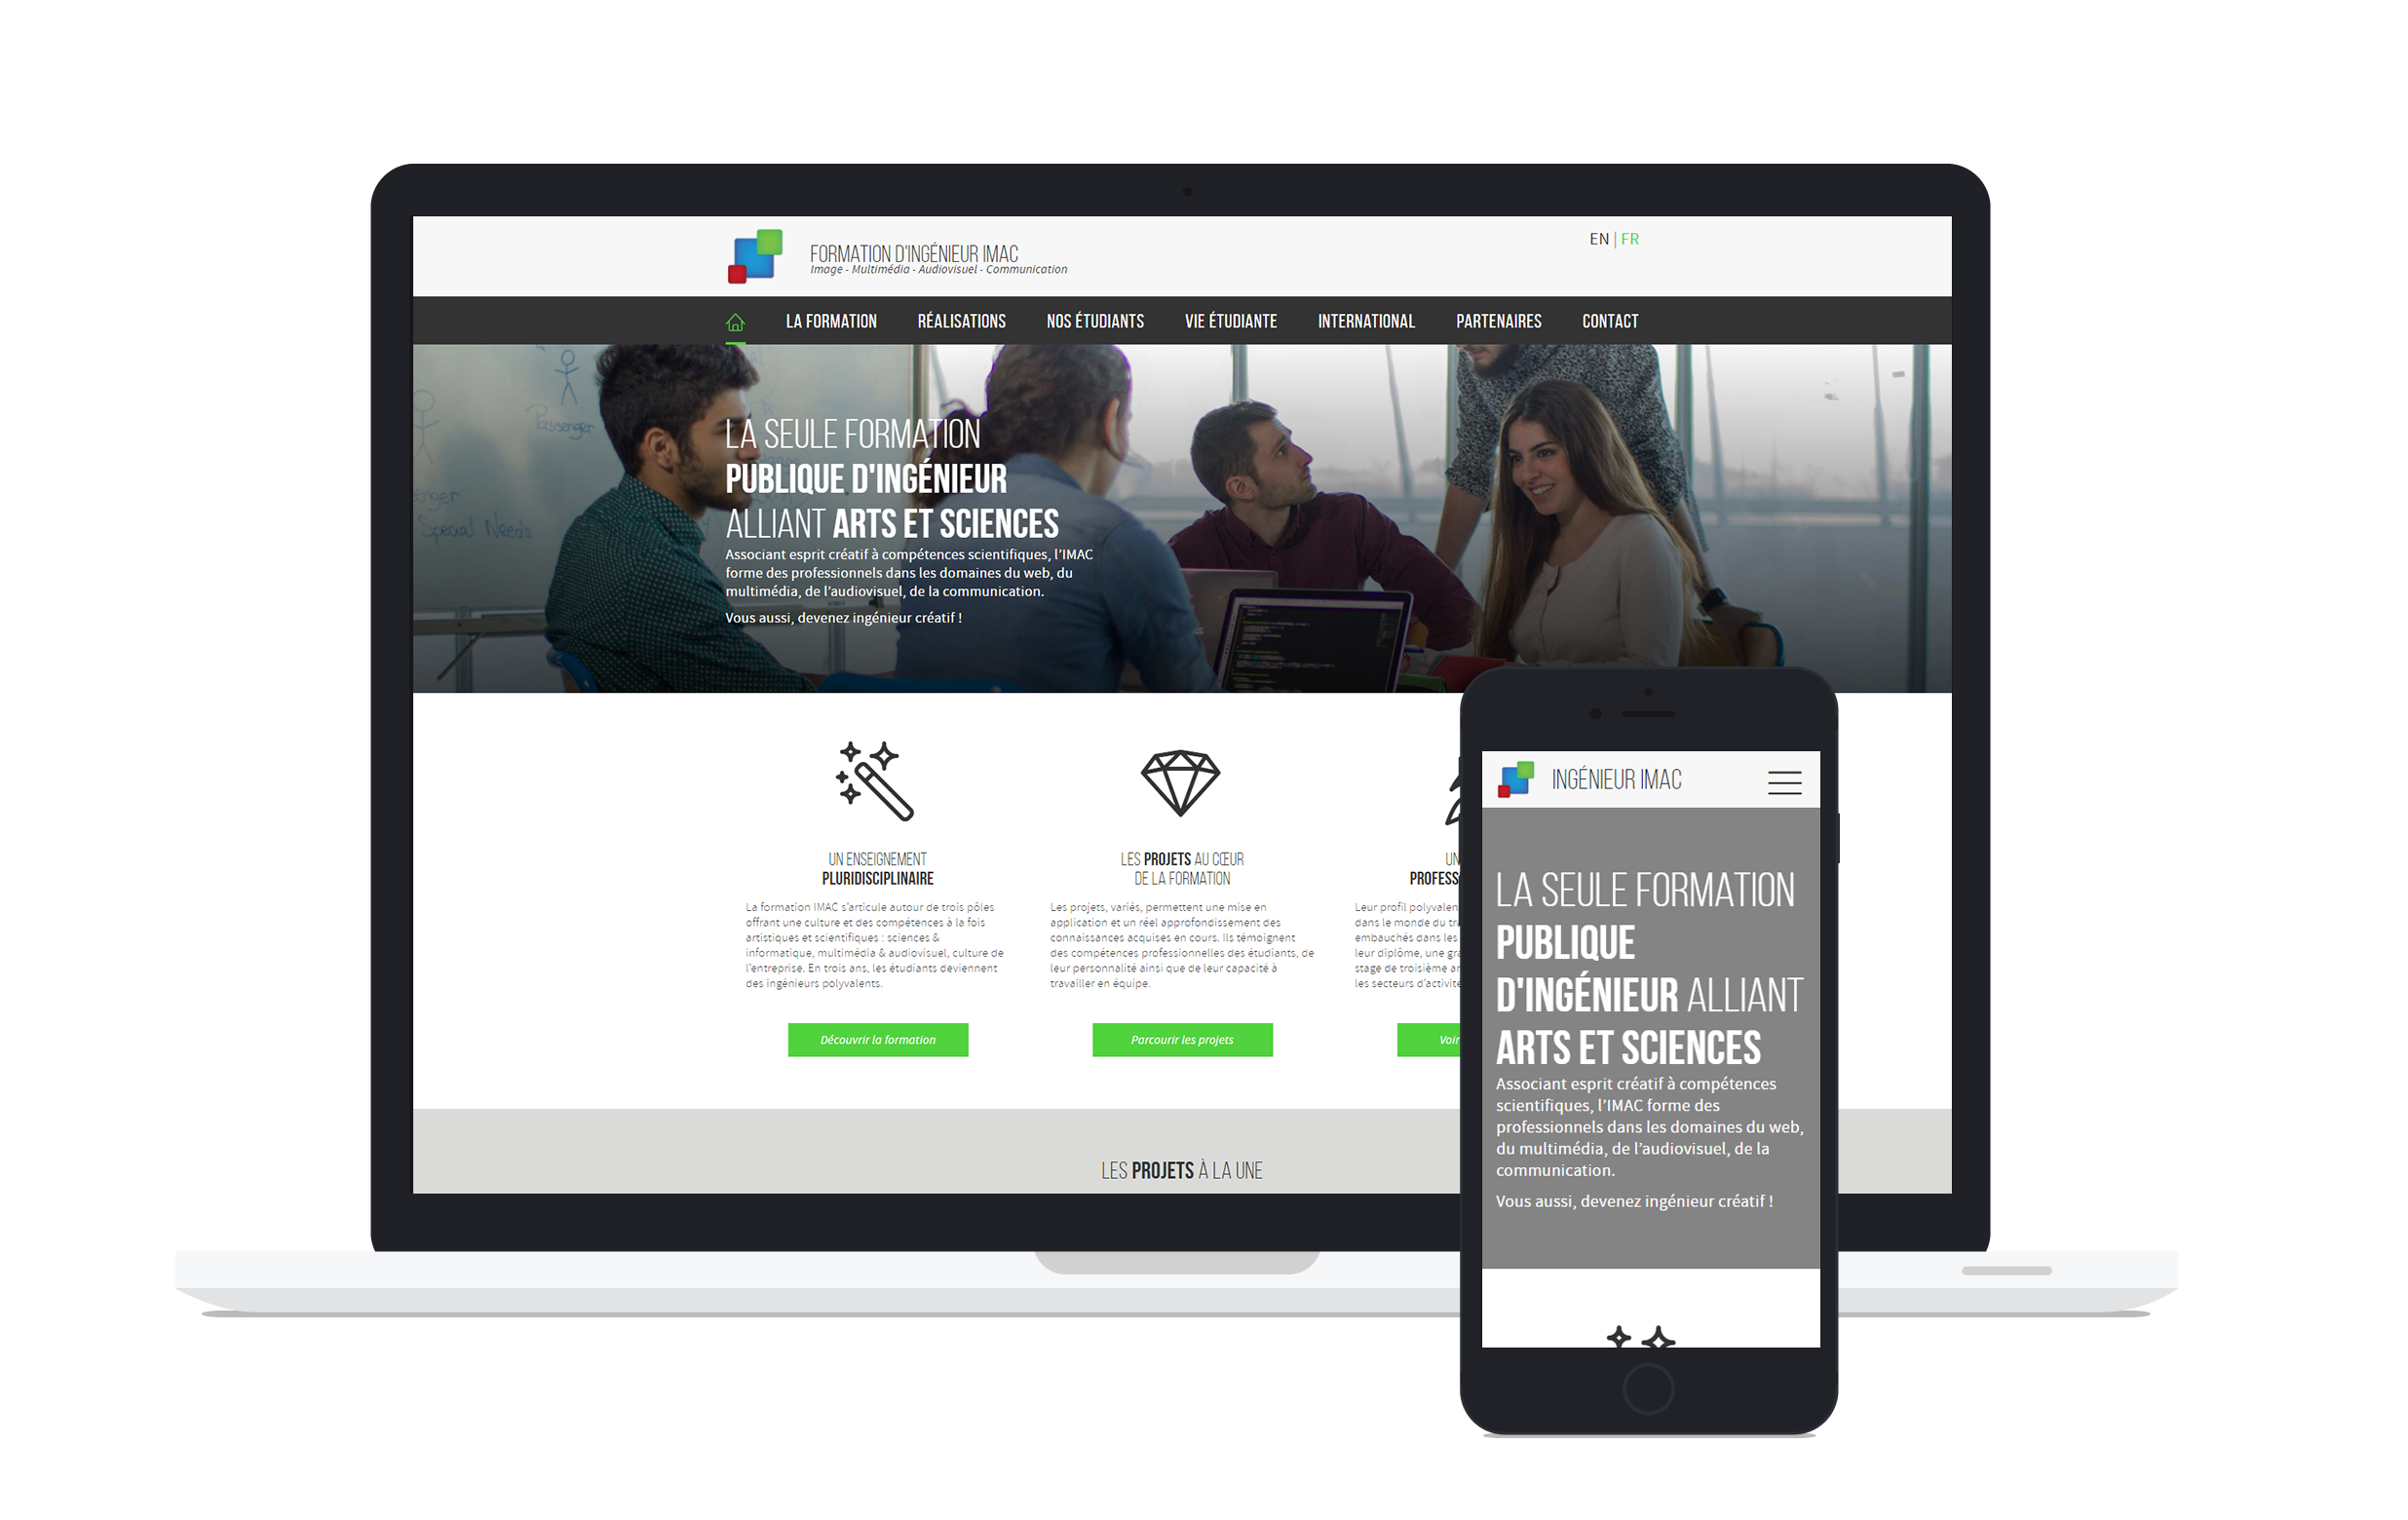 FORMATION D'INGÉNIEUR IMAC
Image - Multimédia - Audiovisuel - Communication
EN | FR
LA FORMATION
RÉALISATIONS
NOS ÉTUDIANTS
VIE ÉTUDIANTE
INTERNATIONAL
PARTENAIRES
CONTACT
Passenger
Special Needs
LA SEULE FORMATION
PUBLIQUE D'INGÉNIEUR
ALLIANT ARTS ET SCIENCES
Associant esprit créatif à compétences scientifiques, l'IMAC
forme des professionnels dans les domaines du web, du
multimédia, de l'audiovisuel, de la communication.
Vous aussi, devenez ingénieur créatif !
UN ENSEIGNEMENT
PLURIDISCIPLINAIRE
La formation IMAC s'articule autour de trois pôles
offrant une culture et des compétences à la fois
artistiques et scientifiques : sciences &
informatique, multimédia & audiovisuel, culture de
l'entreprise. En trois ans, les étudiants deviennent
des ingénieurs polyvalents.
Découvrir la formation
LES PROJETS AU CŒUR
DE LA FORMATION
Les projets, variés, permettent une mise en
application et un réel approfondissement des
connaissances acquises en cours. Ils témoignent
des compétences professionnelles des étudiants, de
leur personnalité ainsi que de leur capacité à
travailler en équipe.
Parcourir les projets
UN
PROFESS
Leur profil polyvalen
dans le monde du tr
embauchés dans les
leur diplôme, une gr
stage de troisième a
les secteurs d'activit
Voir
LES PROJETS À LA UNE
INGÉNIEUR IMAC
LA SEULE FORMATION
PUBLIQUE
D'INGÉNIEUR ALLIANT
ARTS ET SCIENCES
Associant esprit créatif à compétences
scientifiques, l'IMAC forme des
professionnels dans les domaines du web,
du multimédia, de l'audiovisuel, de la
communication.
Vous aussi, devenez ingénieur créatif !